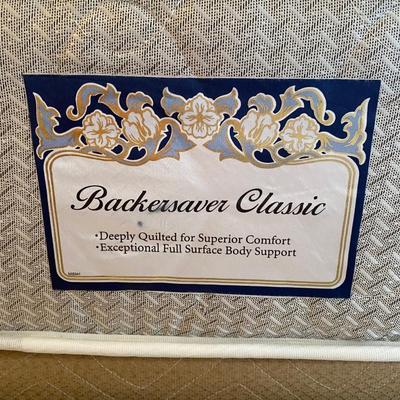 Backersaver Classic
•Deeply Quilted for Superior Comfort
•Exceptional Full Surface Body Support